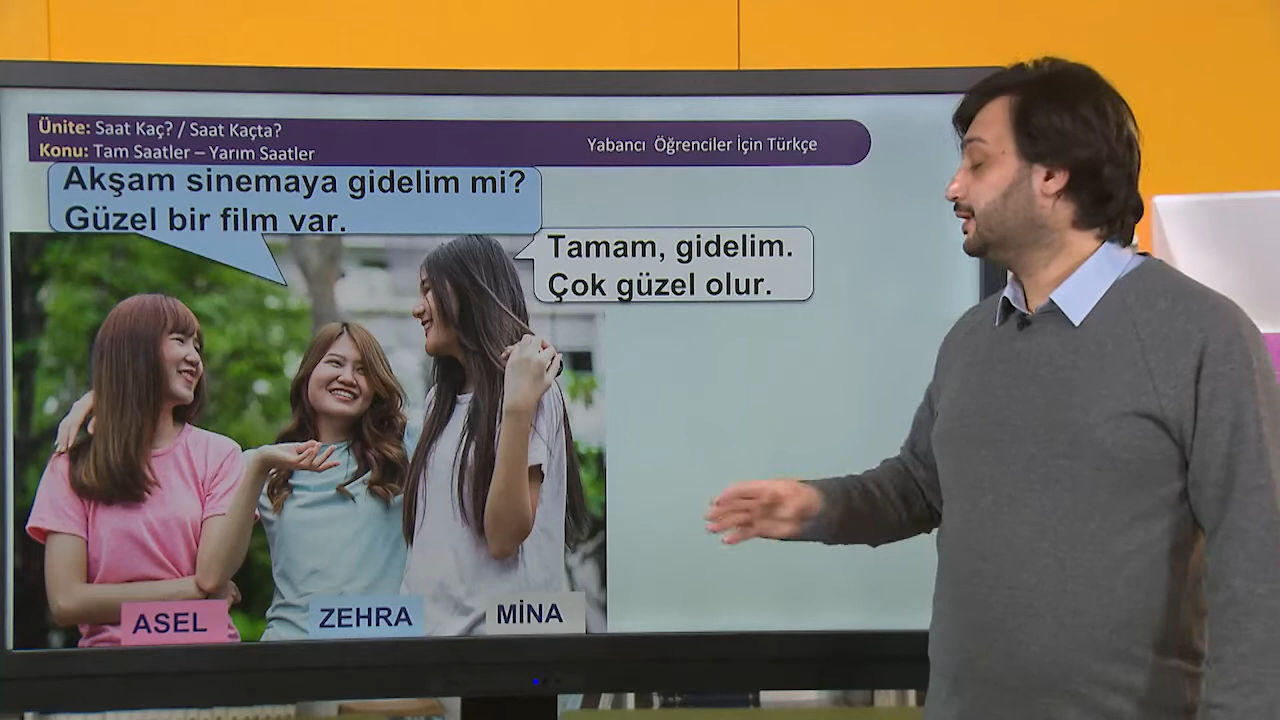 Ünite: Saat Kaç? / Saat Kaçta?
Konu: Tam Saatler – Yarım Saatler
Yabancı Öğrenciler İçin Türkçe
Akşam sinemaya gidelim mi?
Güzel bir film var.
Tamam, gidelim.
Çok güzel olur.
ASEL
ZEHRA
MİNA